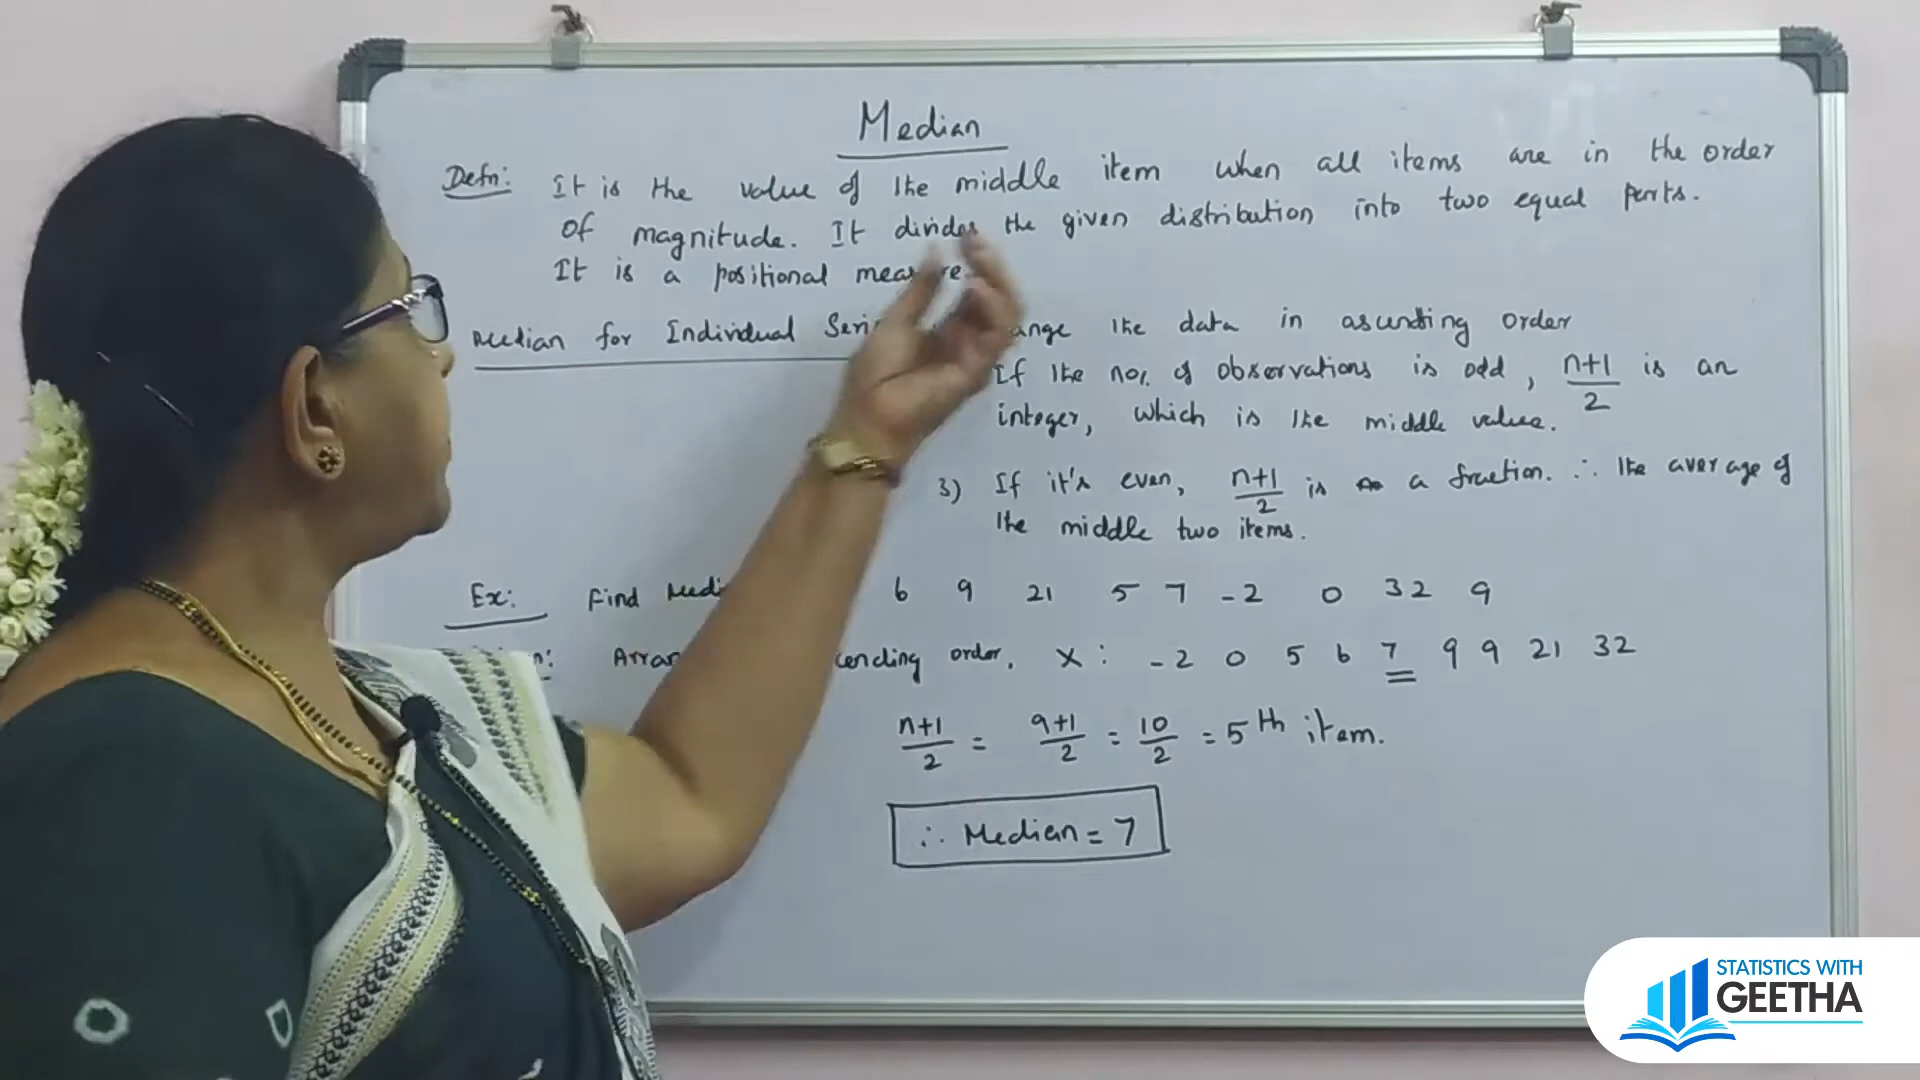 Median
Defn: It is the value of the middle item when all items are in the order
of magnitude. It divides the given distribution into two equal parts.
It is a positional measure.
Median for Individual
the data in ascending order
If the no. of observations is odd, n+1/2 is an
integer, which is the middle value.
3) If it's even, n+1/2 is a fraction. ∴ the average of
the middle two items.
Ex: Find 6 9 21 5 7 -2 0 32 9
order. X: -2 0 5 6 7 9 9 21 32
n+1/2 = 9+1/2 = 10/2 = 5th item.
∴ Median = 7
STATISTICS WITH
GEETHA